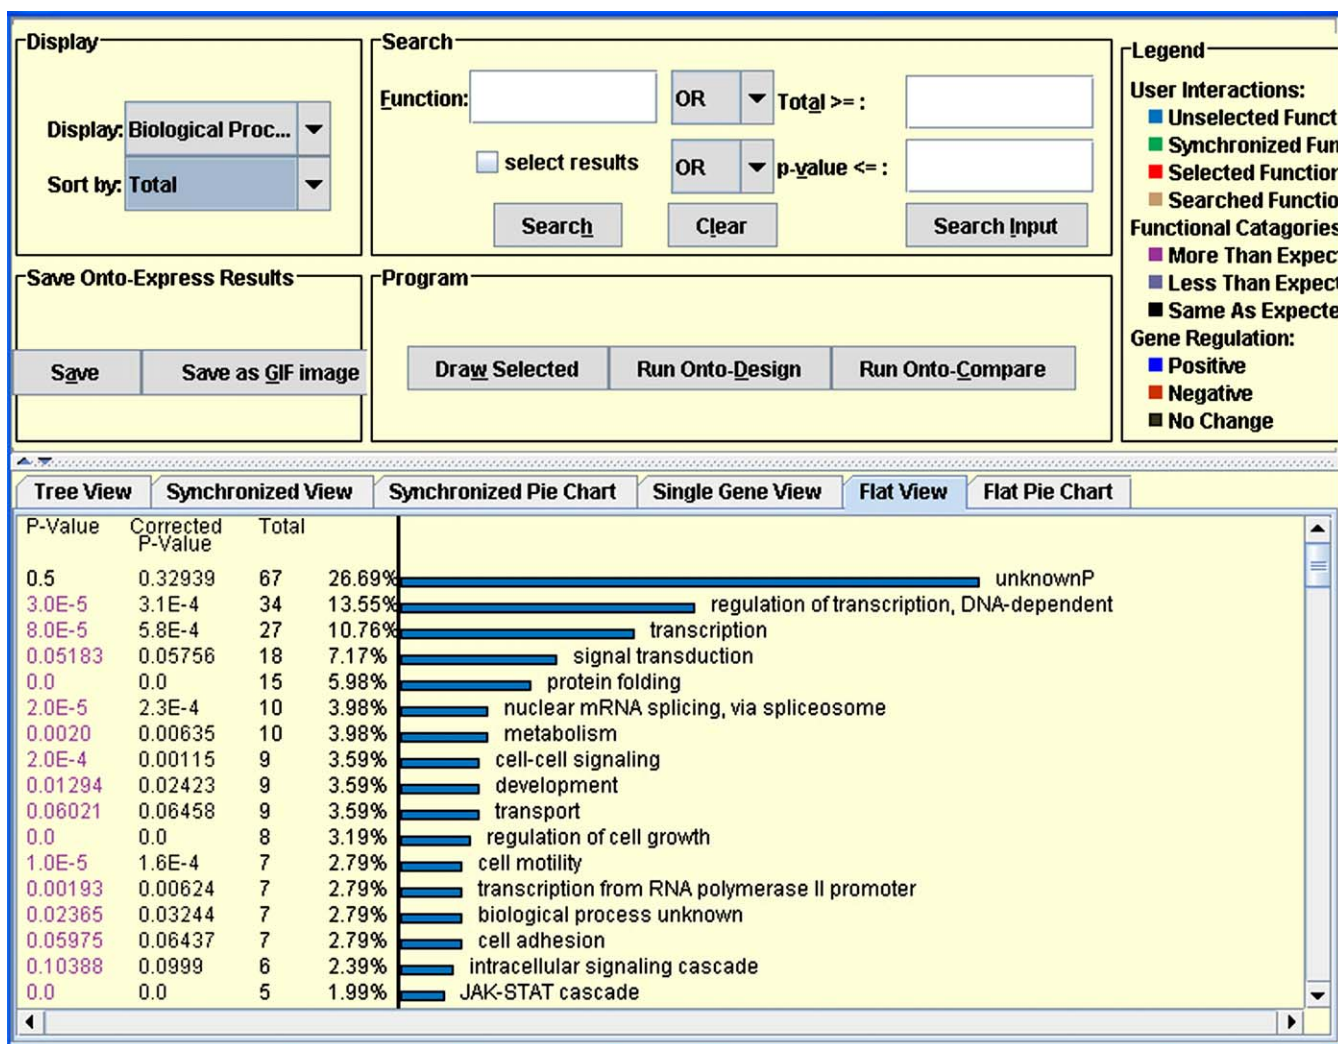 Display
Display: Biological Proc...
Sort by: Total
Search
Function: OR Total >= :
select results OR p-value <= :
Search Clear Search Input
Legend
User Interactions:
Unselected Funct
Synchronized Fun
Selected Function
Searched Functio
Functional Catagories
More Than Expec
Less Than Expect
Same As Expecte
Gene Regulation:
Positive
Negative
No Change
Save Onto-Express Results
Save Save as GIF image
Program
Draw Selected Run Onto-Design Run Onto-Compare
Tree View Synchronized View Synchronized Pie Chart Single Gene View Flat View Flat Pie Chart
P-Value Corrected P-Value Total
0.5 0.32939 67 26.69% unknownP
3.0E-5 3.1E-4 34 13.55% regulation of transcription, DNA-dependent
8.0E-5 5.8E-4 27 10.76% transcription
0.05183 0.05756 18 7.17% signal transduction
0.0 0.0 15 5.98% protein folding
2.0E-5 2.3E-4 10 3.98% nuclear mRNA splicing, via spliceosome
0.0020 0.00635 10 3.98% metabolism
2.0E-4 0.00115 9 3.59% cell-cell signaling
0.01294 0.02423 9 3.59% development
0.06021 0.06458 9 3.59% transport
0.0 0.0 8 3.19% regulation of cell growth
1.0E-5 1.6E-4 7 2.79% cell motility
0.00193 0.00624 7 2.79% transcription from RNA polymerase II promoter
0.02365 0.03244 7 2.79% biological process unknown
0.05975 0.06437 7 2.79% cell adhesion
0.10388 0.0999 6 2.39% intracellular signaling cascade
0.0 0.0 5 1.99% JAK-STAT cascade